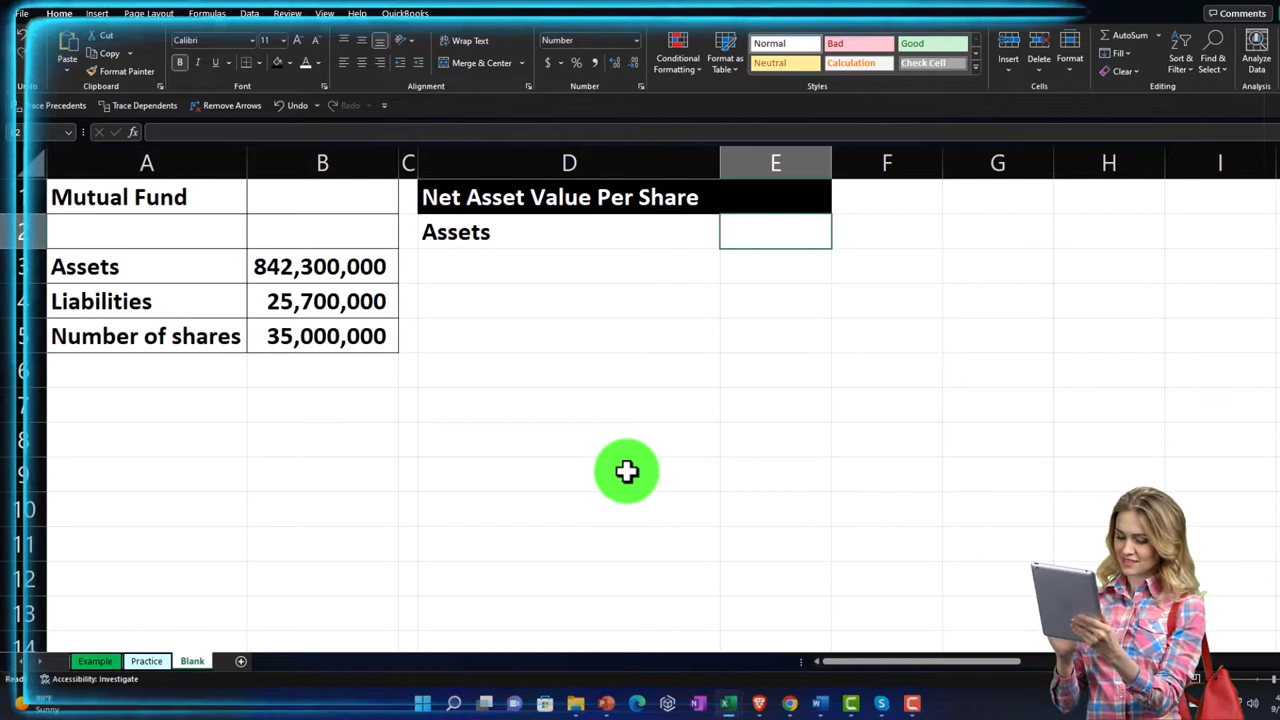 File Home Insert Page Layout Formulas Data Review View Help QuickBooks Comments
Cut Calibri 11 Wrap Text Number Normal Bad Good AutoSum
Copy Fill
Paste Format Painter B I U Merge & Center $ % Conditional Formatting Format as Table Neutral Calculation Check Cell Insert Delete Format Clear Sort & Filter Find & Select Analyze Data
Undo Clipboard Font Alignment Number Styles Cells Editing Analysis
Trace Precedents Trace Dependents Remove Arrows Undo Redo
fx
A B C D E F G H I
Mutual Fund Net Asset Value Per Share
2 Assets
3 Assets 842,300,000
4 Liabilities 25,700,000
5 Number of shares 35,000,000
6
7
8
9
10
11
12
13
14
Example Practice Blank
Accessibility: Investigate
Sunny